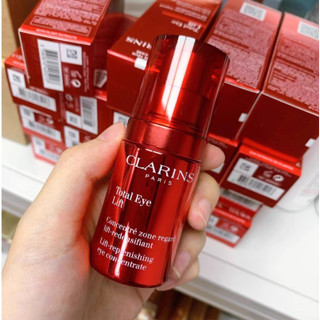 CLARINS
PARIS
Total Eye
Lift
Concentré zone regard
lift-redensifiant
Lift-replenishing
eye concentrate